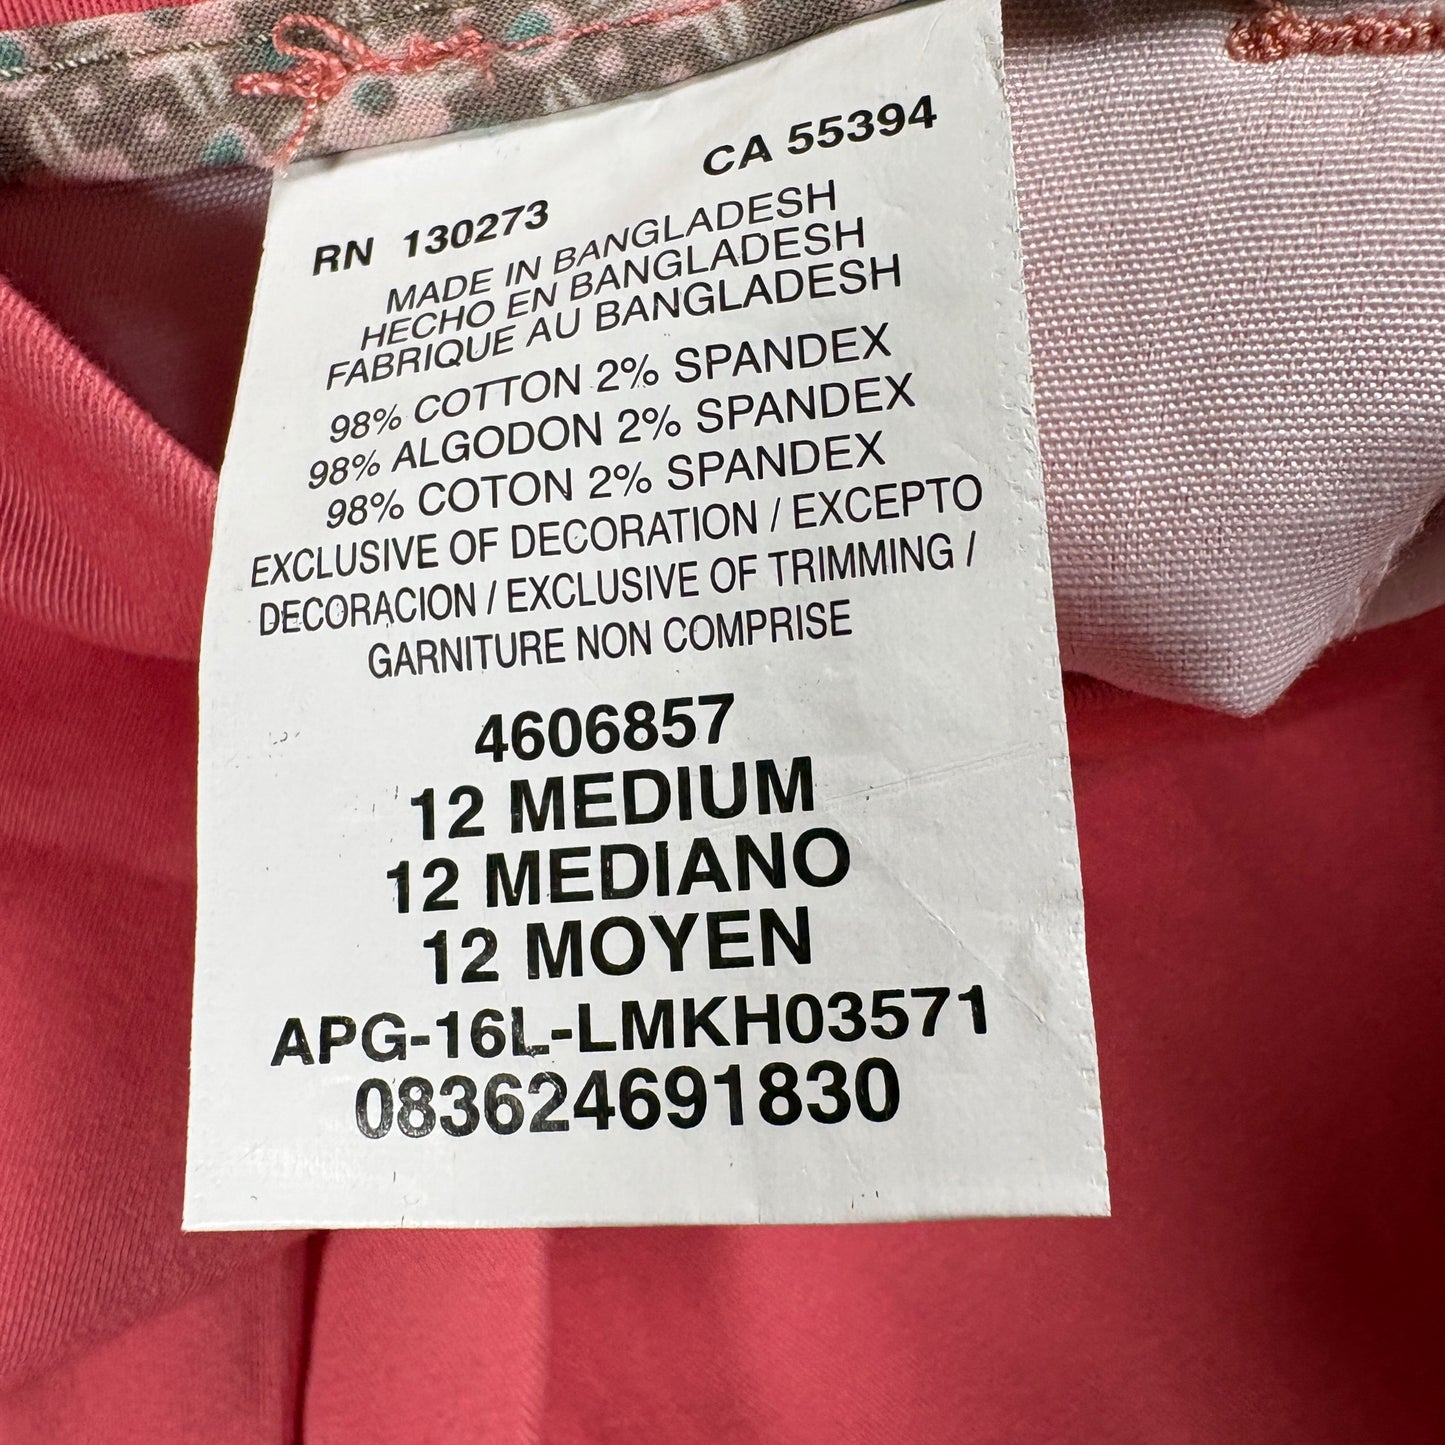 CA 55394
RN 130273
MADE IN BANGLADESH
HECHO EN BANGLADESH
FABRIQUE AU BANGLADESH
98% COTTON 2% SPANDEX
98% ALGODON 2% SPANDEX
98% COTON 2% SPANDEX
EXCLUSIVE OF DECORATION / EXCEPTO
DECORACION / EXCLUSIVE OF TRIMMING /
GARNITURE NON COMPRISE
4606857
12 MEDIUM
12 MEDIANO
12 MOYEN
APG-16L-LMKH03571
083624691830